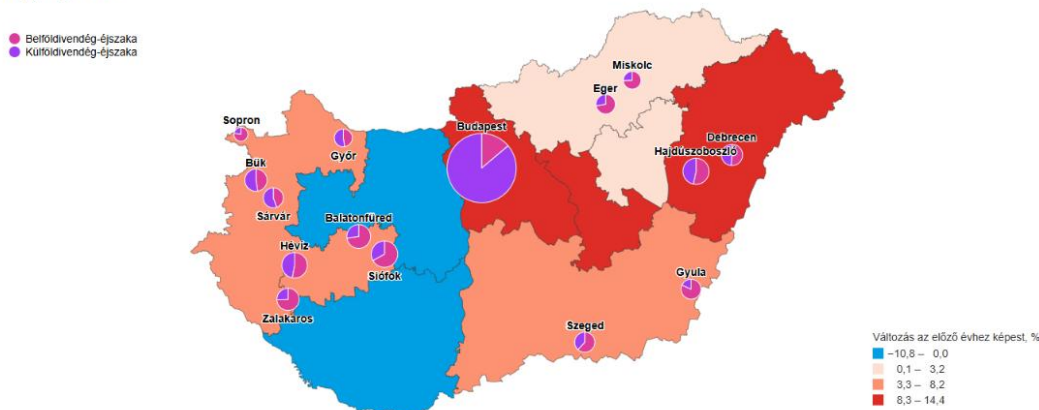 Belföldivendég-éjszaka
Külföldivendég-éjszaka
Miskolc
Eger
Sopron
Budapest
Debrecen
Győr
Hajdúszoboszló
Bük
Sárvár
Balatonfüred
Hévíz
Siófok
Gyula
Zalakaros
Szeged
Változás az előző évhez képest, %
−10,8 – 0,0
0,1 – 3,2
3,3 – 8,2
8,3 – 14,4